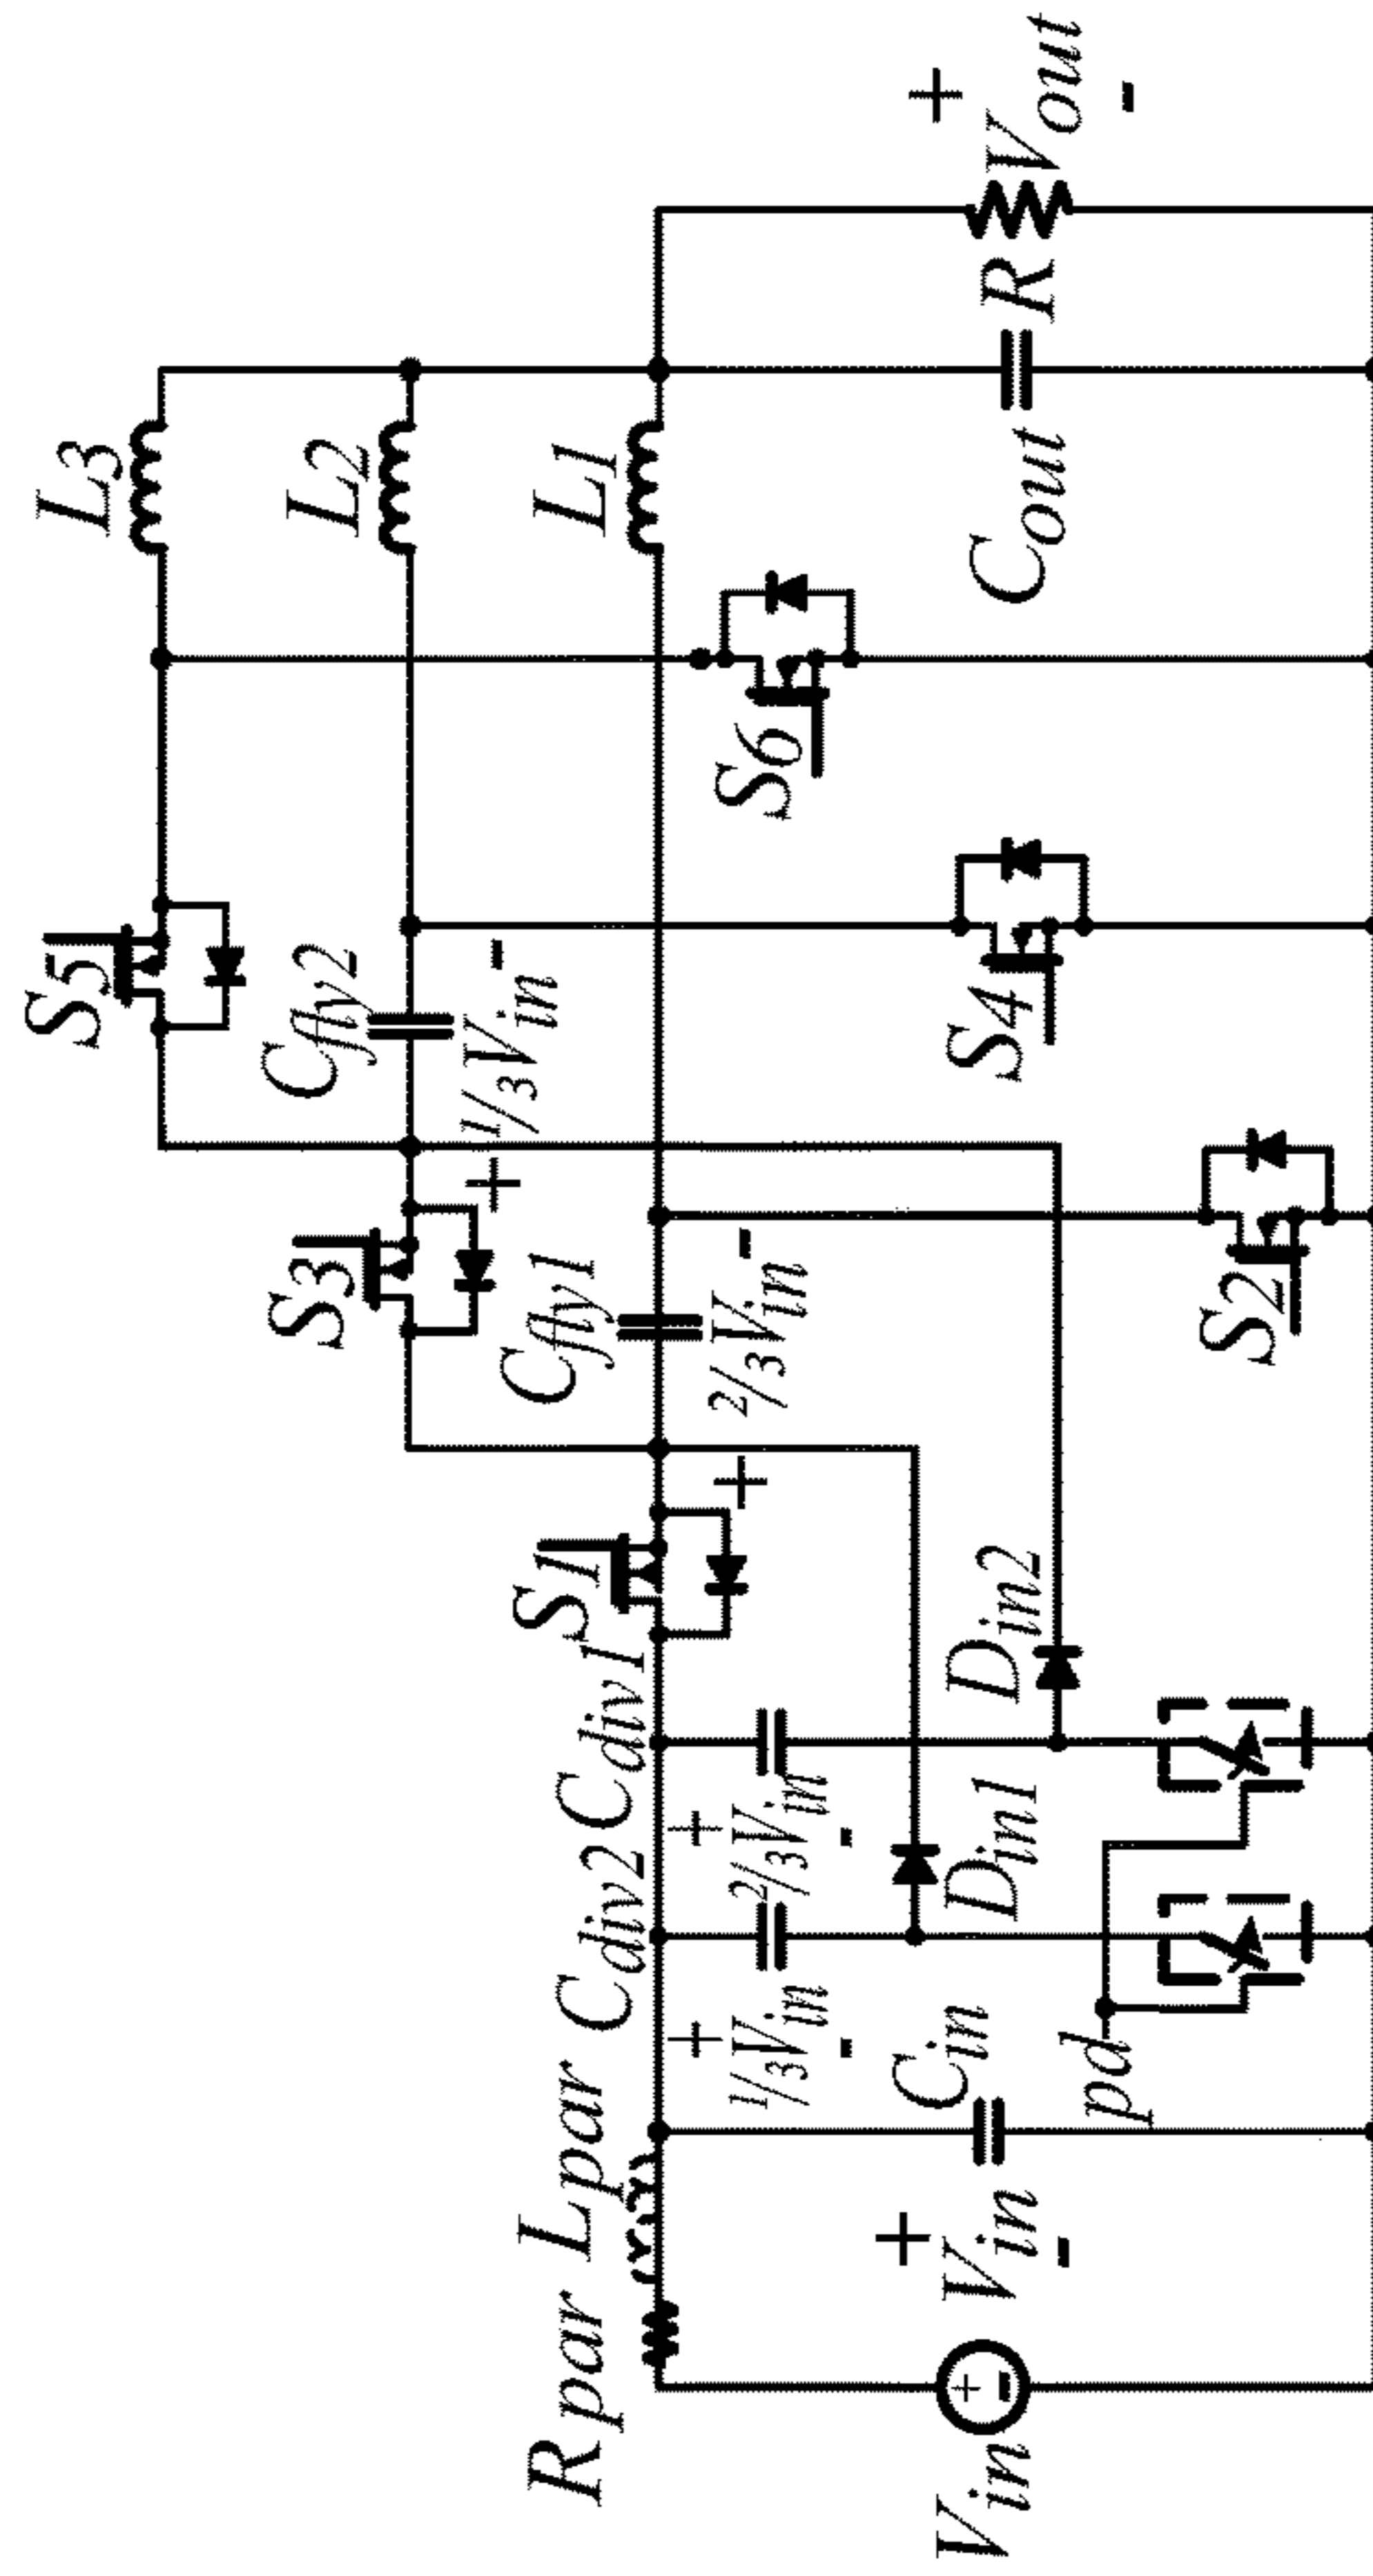 L3
S5
L2
Cfly2
S3
1/3Vin
+
-
L1
Cfly1
S1
2/3Vin
+
-
S6
Rpar Lpar Cdiv2 Cdiv1
+
1/3Vin
-
+
2/3Vin
-
S4
Cout
R
+
Vout
-
Vin
+
-
+
Vin
-
Cin
Din1
Din2
pd
S2